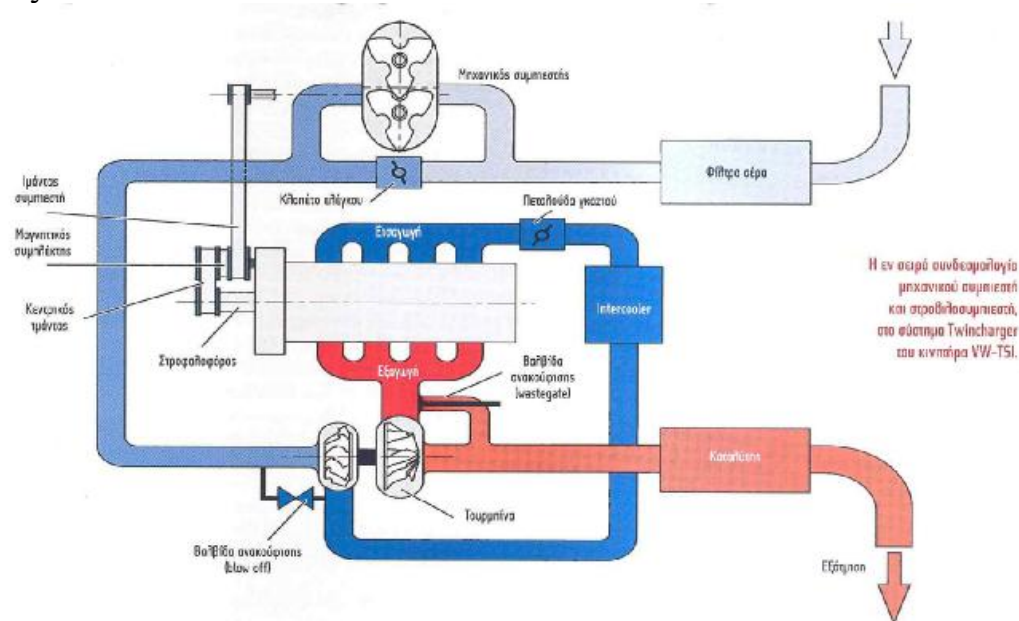 Μηχανικός συμπιεστής
Φίλτρο αέρα
Κλαπέτο ελέγχου
Ιμάντας
συμπιεστή
Πεταλούδα γκαζιού
Εισαγωγή
Μαγνητικός
συμπλέκτης
Intercooler
Η εν σειρά συνδεσμολογία
μηχανικού συμπιεστή
και στροβιλοσυμπιεστή,
στο σύστημα Twincharger
του κινητήρα VW-TSI.
Κεντρικός
ιμάντας
Στροφαλοφόρος
Εξαγωγή
Βαλβίδα
ανακούφισης
(wastegate)
Καταλύτης
Τουρμπίνα
Βαλβίδα ανακούφισης
(blow off)
Εξάτμιση